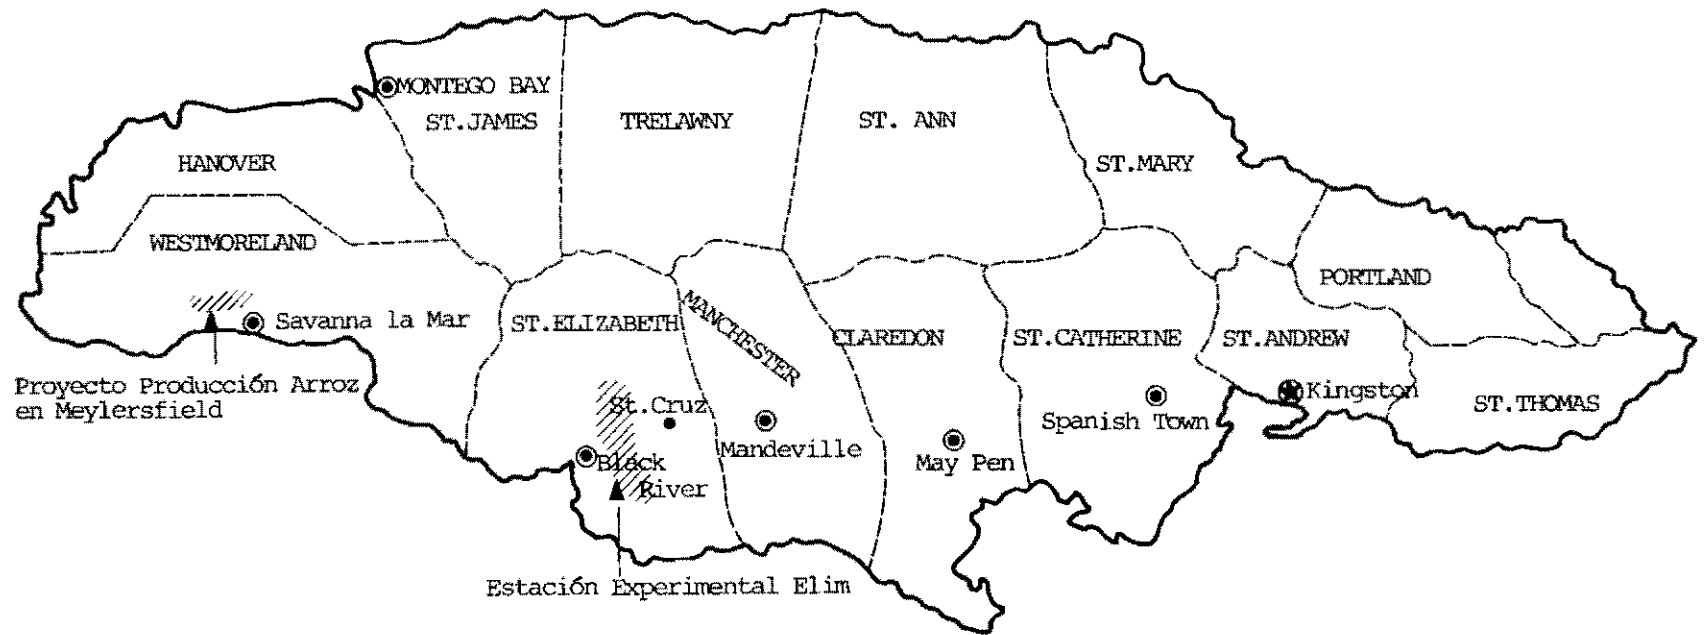 MONTEGO BAY
ST.JAMES
TRELAWNY
ST. ANN
ST.MARY
HANOVER
WESTMORELAND
PORTLAND
Savanna la Mar
ST.ELIZABETH
MANCHESTER
CLAREDON
ST.CATHERINE
ST.ANDREW
Proyecto Producción Arroz
en Meylersfield
St.Cruz
Kingston
ST.THOMAS
Mandeville
Spanish Town
Black
River
May Pen
Estación Experimental Elim